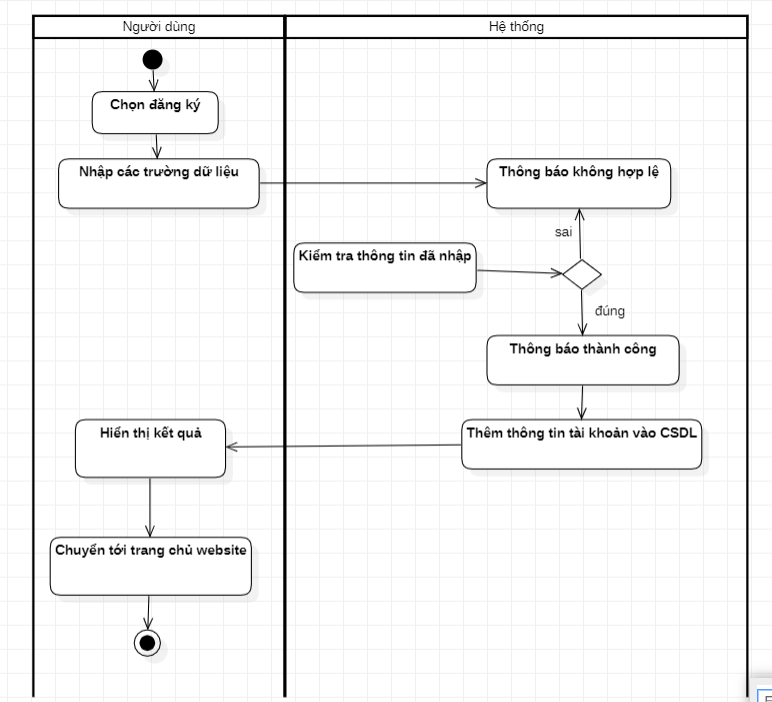 Người dùng
Hệ thống
Chọn đăng ký
Nhập các trường dữ liệu
Thông báo không hợp lệ
sai
Kiểm tra thông tin đã nhập
đúng
Thông báo thành công
Hiển thị kết quả
Thêm thông tin tài khoản vào CSDL
Chuyển tới trang chủ website